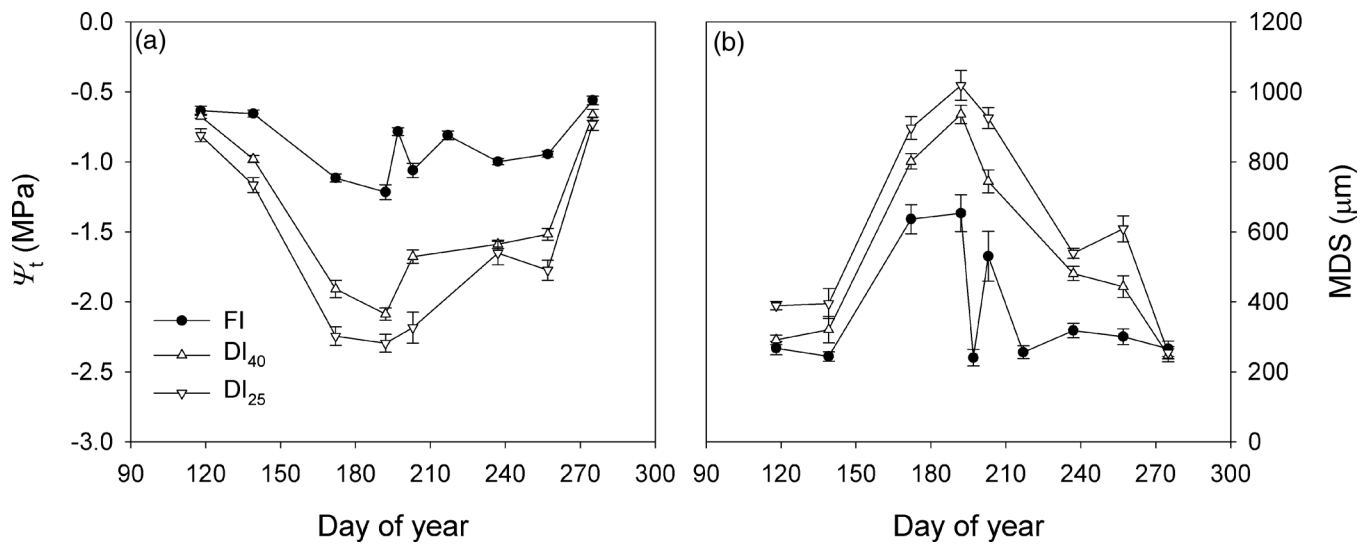 (a)
0.0
-0.5
-1.0
-1.5
-2.0
-2.5
-3.0
Ψt (MPa)
FI
DI40
DI25
90 120 150 180 210 240 270 300
Day of year
(b)
1200
1000
800
600
400
200
0
MDS (μm)
90 120 150 180 210 240 270 300
Day of year